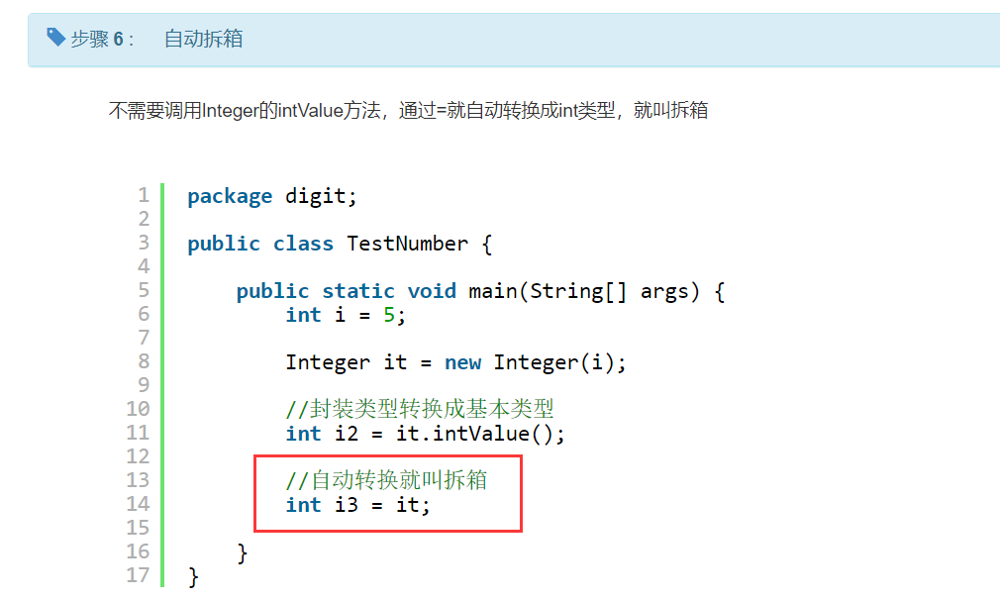 步骤 6 : 自动拆箱
不需要调用Integer的intValue方法，通过=就自动转换成int类型，就叫拆箱
1 package digit;
2
3 public class TestNumber {
4
5     public static void main(String[] args) {
6         int i = 5;
7
8         Integer it = new Integer(i);
9
10         //封装类型转换成基本类型
11         int i2 = it.intValue();
12
13         //自动转换就叫拆箱
14         int i3 = it;
15
16     }
17 }